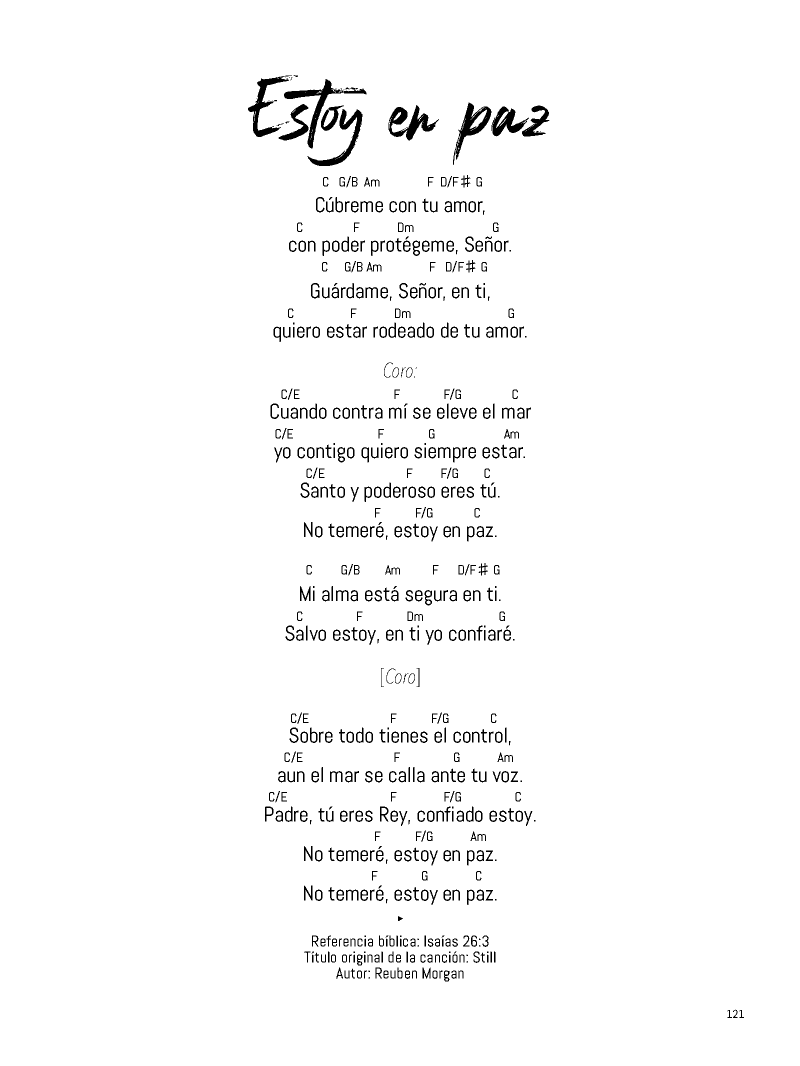 Estoy en paz
C G/B Am F D/F♯ G
Cúbreme con tu amor,
C F Dm G
con poder protégeme, Señor.
C G/B Am F D/F♯ G
Guárdame, Señor, en ti,
C F Dm G
quiero estar rodeado de tu amor.
Coro:
C/E F F/G C
Cuando contra mí se eleve el mar
C/E F G Am
yo contigo quiero siempre estar.
C/E F F/G C
Santo y poderoso eres tú.
F F/G C
No temeré, estoy en paz.
C G/B Am F D/F♯ G
Mi alma está segura en ti.
C F Dm G
Salvo estoy, en ti yo confiaré.
[Coro]
C/E F F/G C
Sobre todo tienes el control,
C/E F G Am
aun el mar se calla ante tu voz.
C/E F F/G C
Padre, tú eres Rey, confiado estoy.
F F/G Am
No temeré, estoy en paz.
F G C
No temeré, estoy en paz.
Referencia bíblica: Isaías 26:3
Título original de la canción: Still
Autor: Reuben Morgan
121